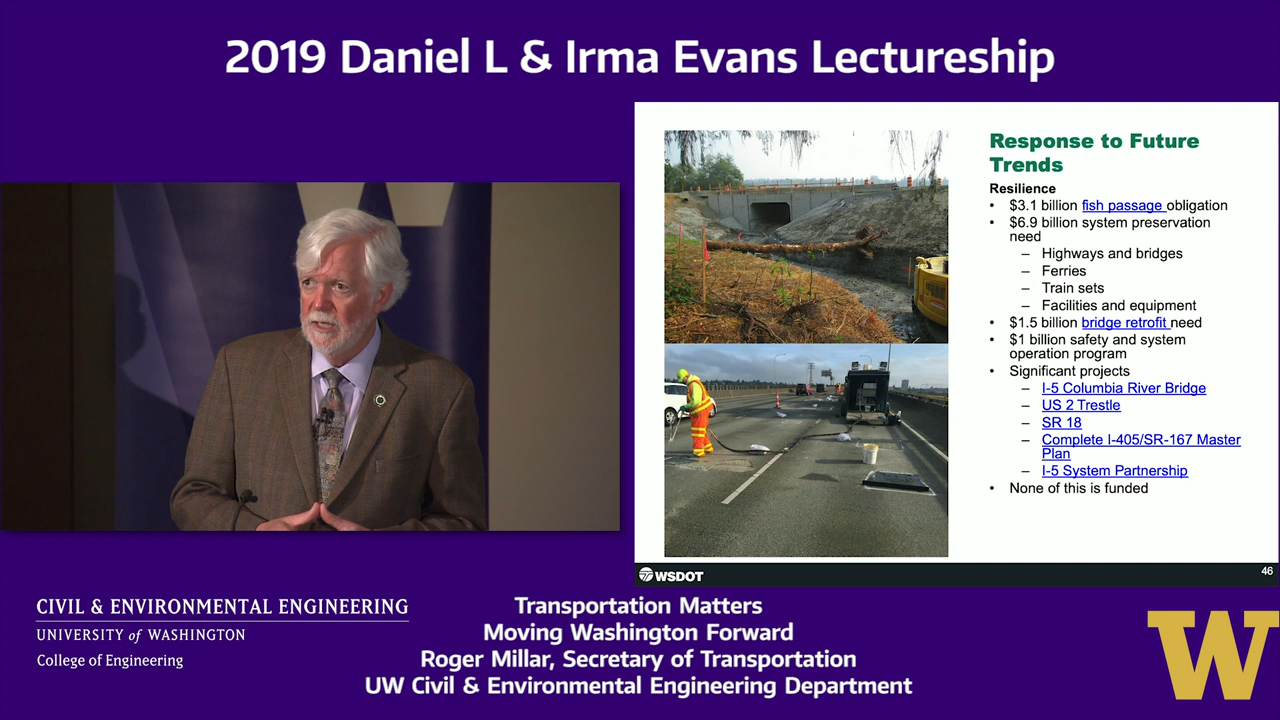 2019 Daniel L & Irma Evans Lectureship
Response to Future
Trends
Resilience
• $3.1 billion fish passage obligation
• $6.9 billion system preservation
need
– Highways and bridges
– Ferries
– Train sets
– Facilities and equipment
• $1.5 billion bridge retrofit need
• $1 billion safety and system
operation program
• Significant projects
– I-5 Columbia River Bridge
– US 2 Trestle
– SR 18
– Complete I-405/SR-167 Master
Plan
– I-5 System Partnership
• None of this is funded
WSDOT
46
CIVIL & ENVIRONMENTAL ENGINEERING
UNIVERSITY of WASHINGTON
College of Engineering
Transportation Matters
Moving Washington Forward
Roger Millar, Secretary of Transportation
UW Civil & Environmental Engineering Department
W